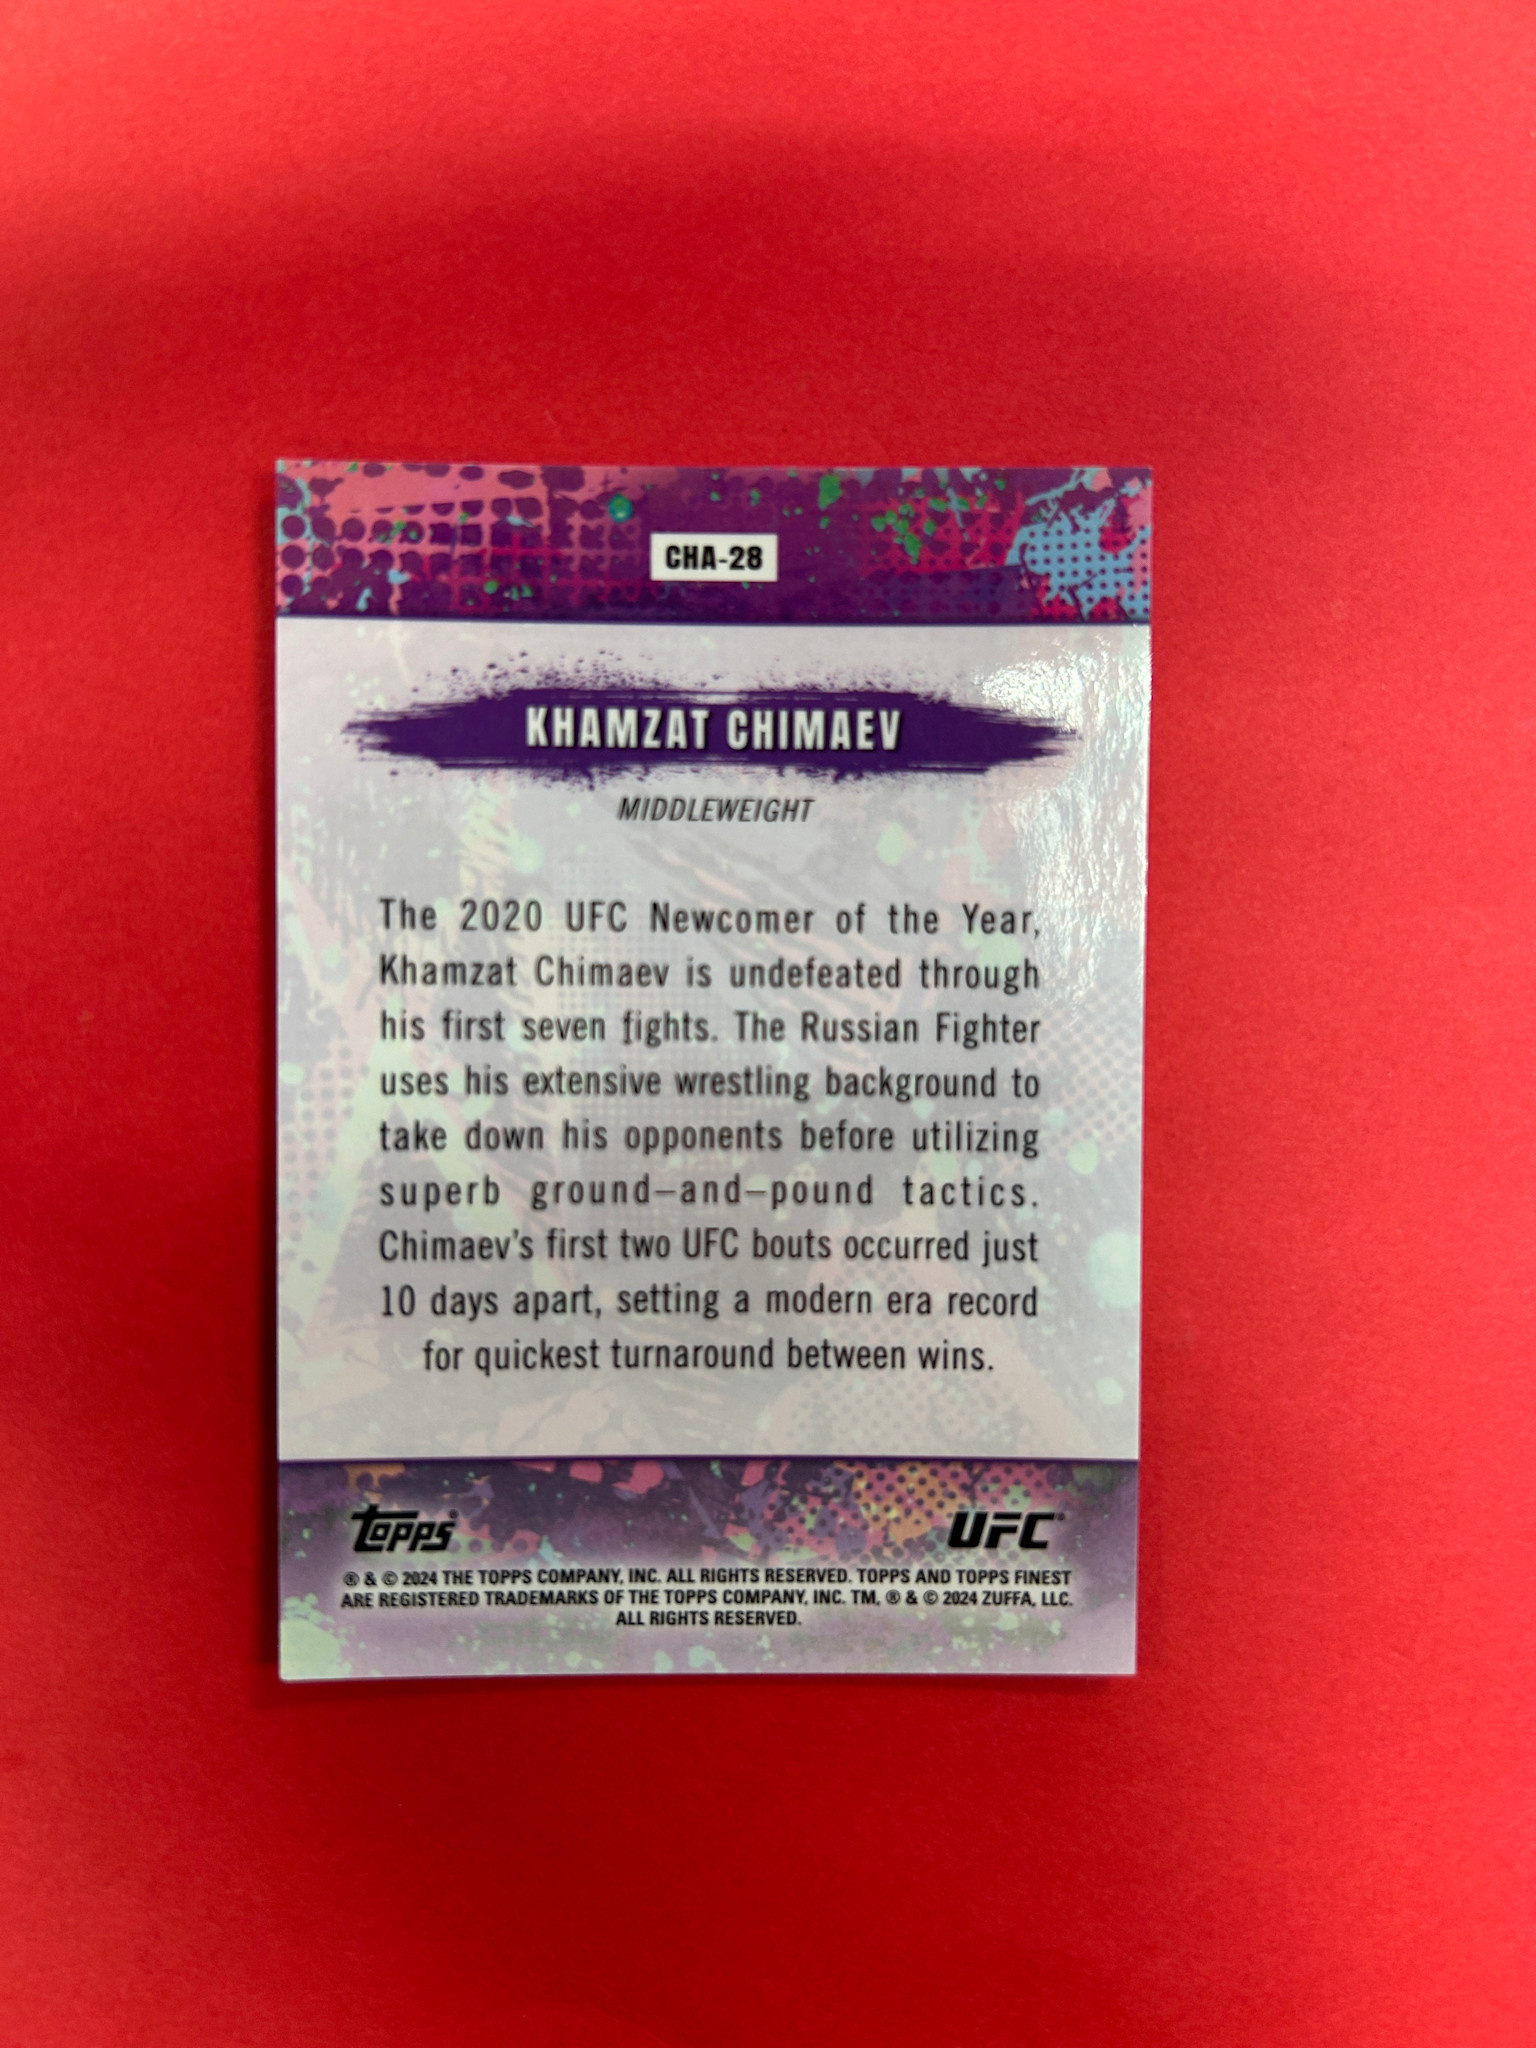 CHA-28
KHAMZAT CHIMAEV
MIDDLEWEIGHT
The 2020 UFC Newcomer of the Year,
Khamzat Chimaev is undefeated through
his first seven fights. The Russian Fighter
uses his extensive wrestling background to
take down his opponents before utilizing
superb ground–and–pound tactics.
Chimaev's first two UFC bouts occurred just
10 days apart, setting a modern era record
for quickest turnaround between wins.
Topps® UFC®
® & © 2024 THE TOPPS COMPANY, INC. ALL RIGHTS RESERVED. TOPPS AND TOPPS FINEST
ARE REGISTERED TRADEMARKS OF THE TOPPS COMPANY, INC. TM, ® & © 2024 ZUFFA, LLC.
ALL RIGHTS RESERVED.